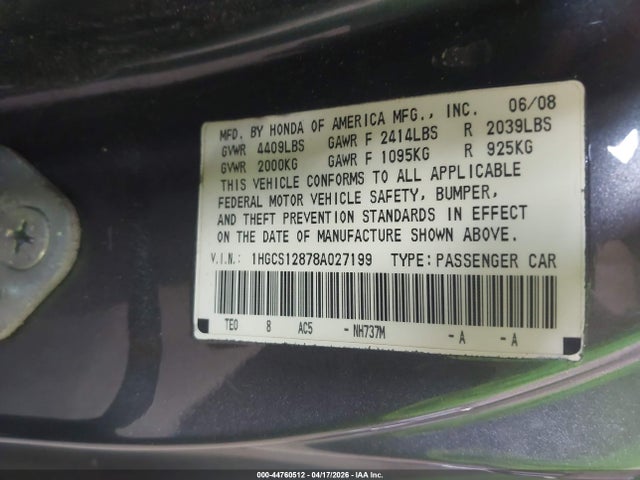 MFD. BY HONDA OF AMERICA MFG., INC. 06/08
GVWR 4409LBS GAWR F 2414LBS R 2039LBS
GVWR 2000KG GAWR F 1095KG R 925KG
THIS VEHICLE CONFORMS TO ALL APPLICABLE
FEDERAL MOTOR VEHICLE SAFETY, BUMPER,
AND THEFT PREVENTION STANDARDS IN EFFECT
ON THE DATE OF MANUFACTURE SHOWN ABOVE.
V.I.N.: 1HGCS12878A027199 TYPE: PASSENGER CAR
TE0 8 AC5 - NH737M - A - A
000-44760512 - 04/17/2026 - IAA Inc.